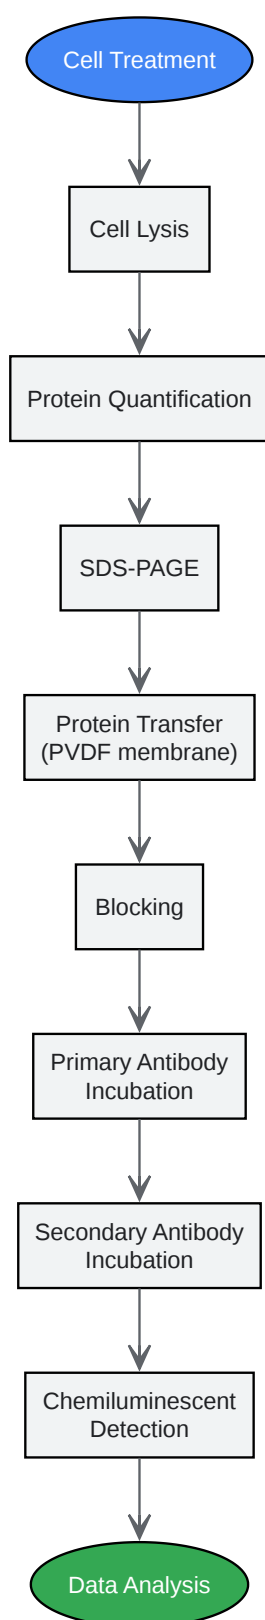 Cell Treatment
Cell Lysis
Protein Quantification
SDS-PAGE
Protein Transfer
(PVDF membrane)
Blocking
Primary Antibody
Incubation
Secondary Antibody
Incubation
Chemiluminescent
Detection
Data Analysis